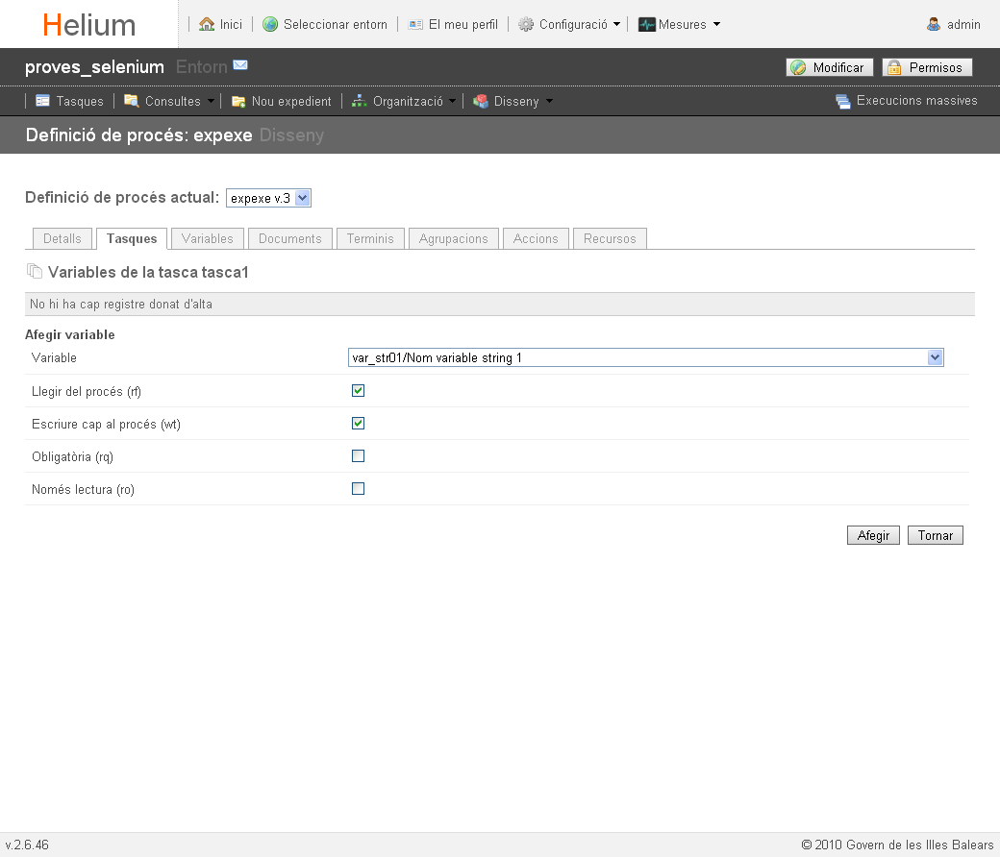 Helium
Inici Seleccionar entorn El meu perfil Configuració Mesures admin
proves_selenium Entorn Modificar Permisos
Tasques Consultes Nou expedient Organització Disseny Execucions massives
Definició de procés: expexe Disseny
Definició de procés actual: expexe v.3
Detalls Tasques Variables Documents Terminis Agrupacions Accions Recursos
Variables de la tasca tasca1
No hi ha cap registre donat d'alta
Afegir variable
Variable var_str01/Nom variable string 1
Llegir del procés (rf)
Escriure cap al procés (wt)
Obligatòria (rq)
Només lectura (ro)
Afegir Tornar
v.2.6.46 © 2010 Govern de les Illes Balears